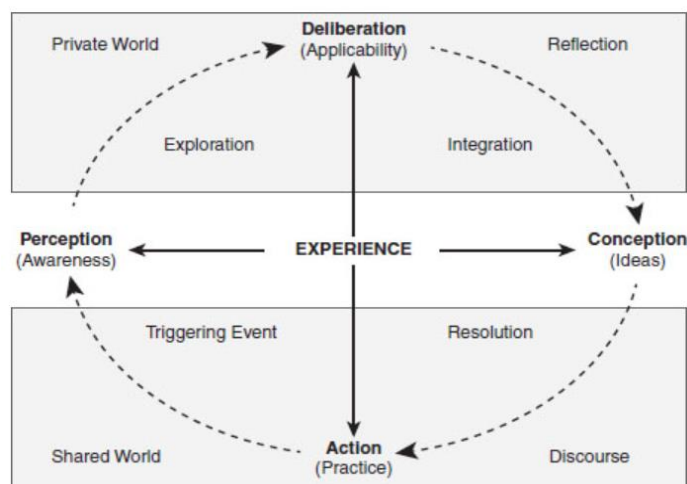 Private World
Deliberation
(Applicability)
Reflection
Exploration
Integration
Perception
(Awareness)
EXPERIENCE
Conception
(Ideas)
Triggering Event
Resolution
Shared World
Action
(Practice)
Discourse